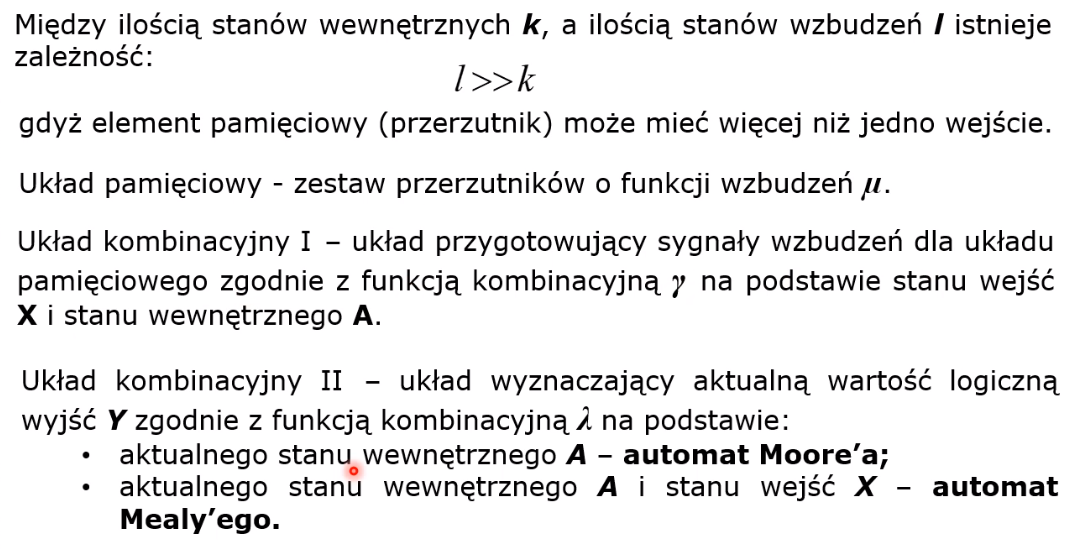 Między ilością stanów wewnętrznych k, a ilością stanów wzbudzeń l istnieje
zależność:
l >> k
gdyż element pamięciowy (przerzutnik) może mieć więcej niż jedno wejście.
Układ pamięciowy - zestaw przerzutników o funkcji wzbudzeń μ.
Układ kombinacyjny I – układ przygotowujący sygnały wzbudzeń dla układu
pamięciowego zgodnie z funkcją kombinacyjną γ na podstawie stanu wejść
X i stanu wewnętrznego A.
Układ kombinacyjny II – układ wyznaczający aktualną wartość logiczną
wyjść Y zgodnie z funkcją kombinacyjną λ na podstawie:
• aktualnego stanu wewnętrznego A – automat Moore’a;
• aktualnego stanu wewnętrznego A i stanu wejść X – automat
Mealy’ego.